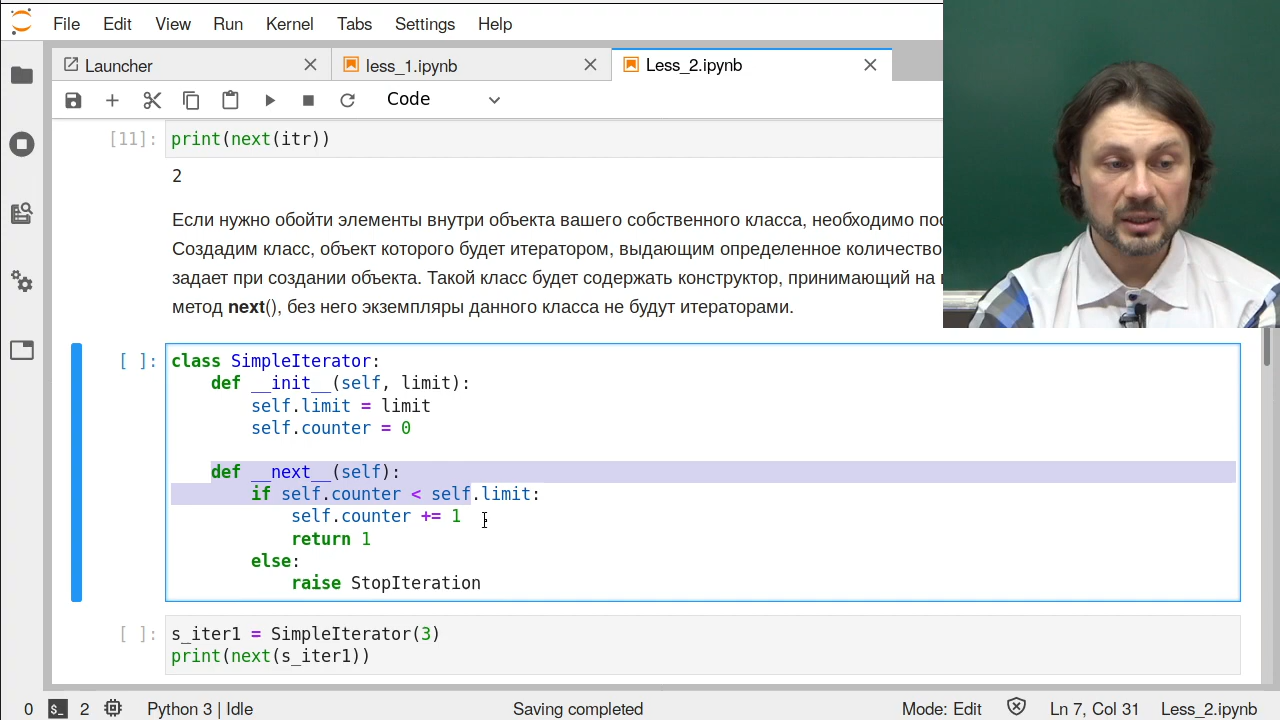 File Edit View Run Kernel Tabs Settings Help
Launcher less_1.ipynb Less_2.ipynb
Code
[11]: print(next(itr))
2
Если нужно обойти элементы внутри объекта вашего собственного класса, необходимо пос
Создадим класс, объект которого будет итератором, выдающим определенное количество
задает при создании объекта. Такой класс будет содержать конструктор, принимающий на
метод next(), без него экземпляры данного класса не будут итераторами.
[ ]: class SimpleIterator:
def __init__(self, limit):
self.limit = limit
self.counter = 0
def __next__(self):
if self.counter < self.limit:
self.counter += 1
return 1
else:
raise StopIteration
[ ]: s_iter1 = SimpleIterator(3)
print(next(s_iter1))
0 $_ 2 Python 3 | Idle Saving completed Mode: Edit Ln 7, Col 31 Less_2.ipynb